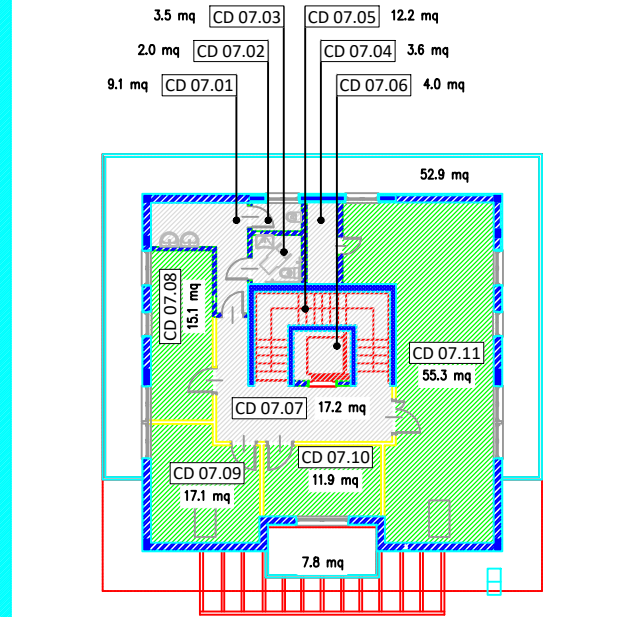 3.5 mq CD 07.03 CD 07.05 12.2 mq
2.0 mq CD 07.02 CD 07.04 3.6 mq
9.1 mq CD 07.01 CD 07.06 4.0 mq
52.9 mq
CD 07.08
15.1 mq
CD 07.11
55.3 mq
CD 07.07 17.2 mq
CD 07.10
11.9 mq
CD 07.09
17.1 mq
7.8 mq